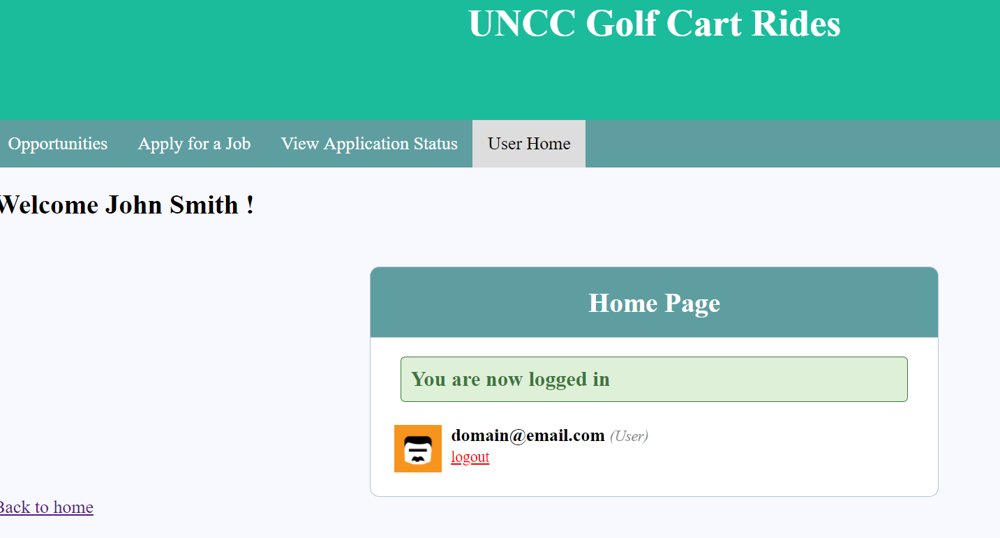 UNCC Golf Cart Rides
Opportunities Apply for a Job View Application Status User Home
Welcome John Smith !
Home Page
You are now logged in
domain@email.com (User)
logout
Back to home